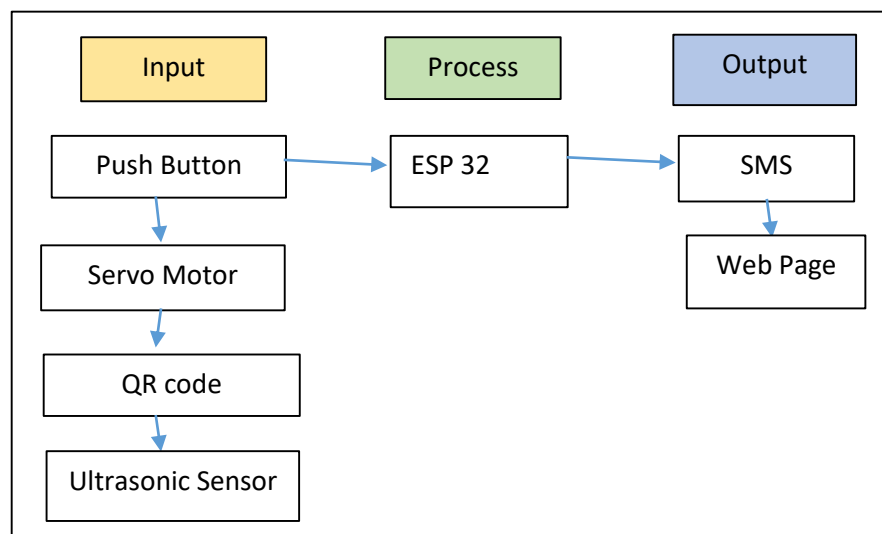 Input
Process
Output
Push Button
ESP 32
SMS
Servo Motor
Web Page
QR code
Ultrasonic Sensor